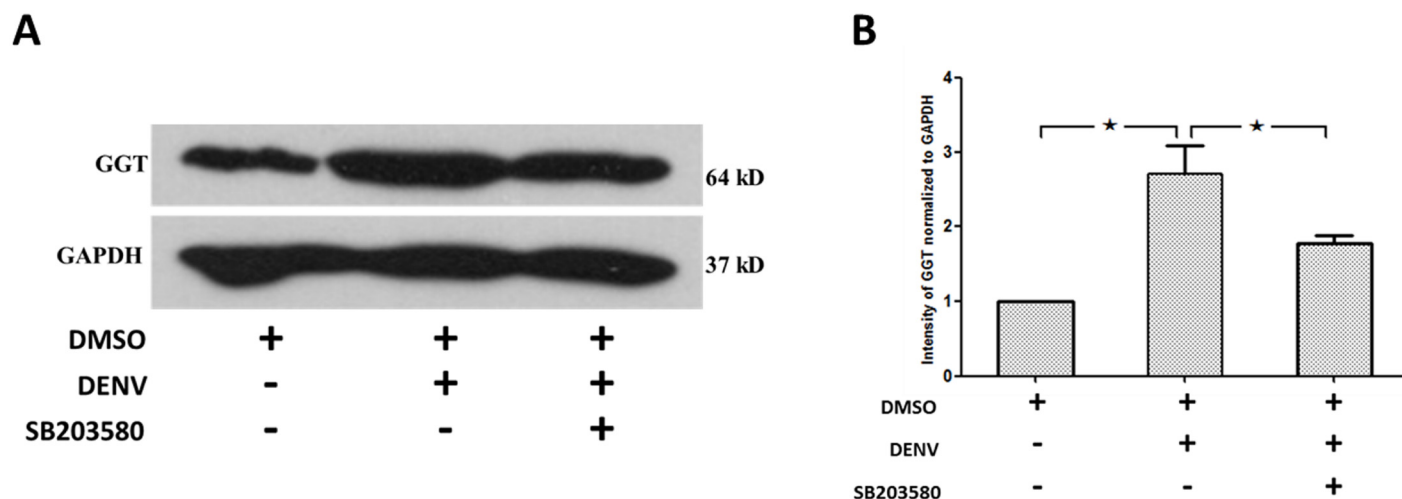 A
GGT
64 kD
GAPDH
37 kD
DMSO + + +
DENV - + +
SB203580 - - +
B
Intensity of GGT normalized to GAPDH
4
3
2
1
0
★ ★
DMSO + + +
DENV - + +
SB203580 - - +